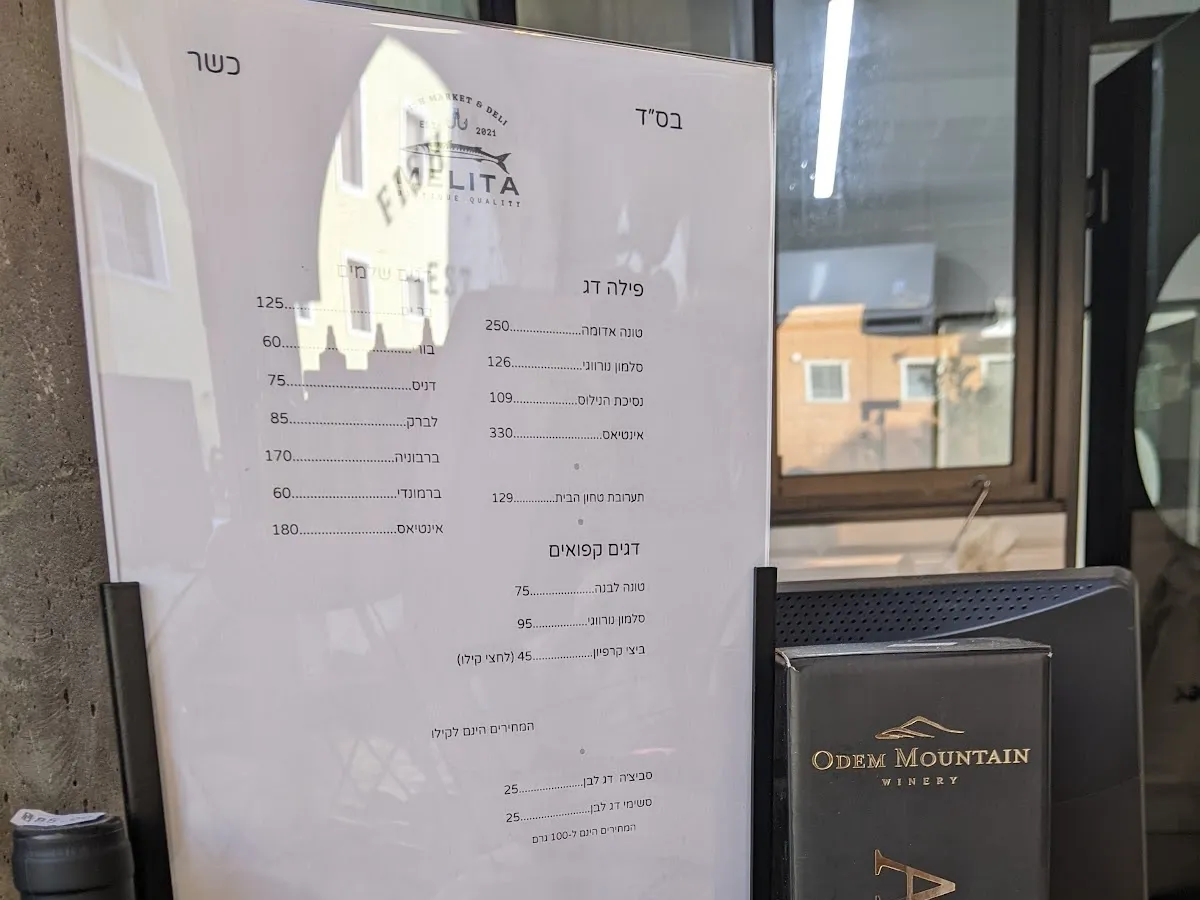 כשר
בס"ד
MARKET & DELI
2021
MELITA
QUALITY
פילה דג
טונה אדומה....................250
סלמון נורווגי....................126
נסיכת הנילוס..................109
אינטיאס.........................330
תערובת טחון הבית............129
דגים קפואים
טונה לבנה....................75
סלמון נורווגי.................95
ביצי קרפיון..................45 (לחצי קילו)
שלמים
125
בורי..........................60
דניס..........................75
לברק.........................85
ברבוניה......................170
ברמונדי......................60
אינטיאס......................180
המחירים הינם לקילו
סביצ'ה דג לבן..................25
סשימי דג לבן..................25
המחירים הינם ל-100 גרם
ODEM MOUNTAIN
WINERY
A